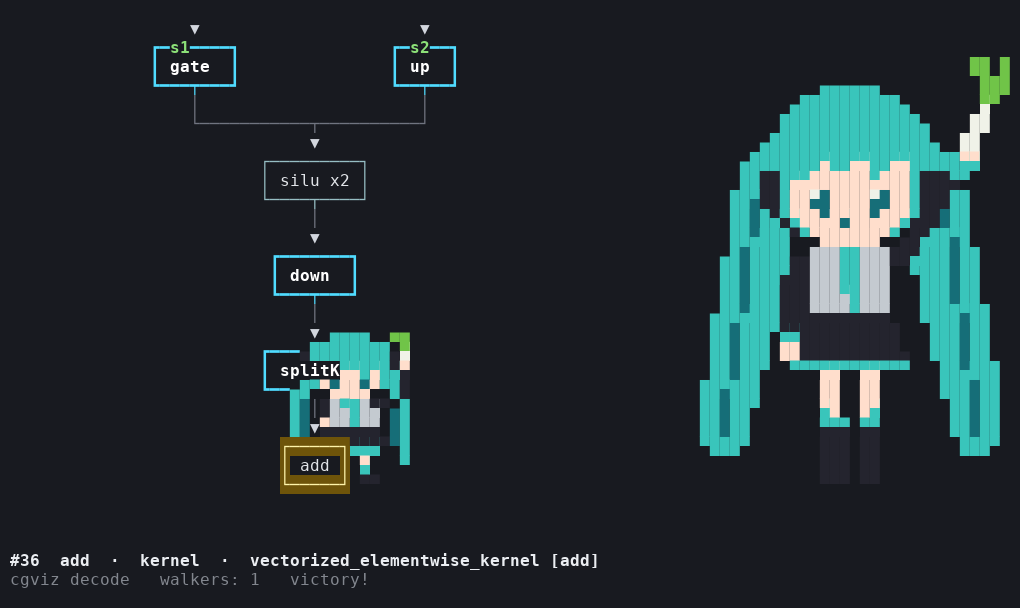 s1 s2
gate up
silu x2
down
splitK
add
#36 add · kernel · vectorized_elementwise_kernel [add]
cgviz decode walkers: 1 victory!